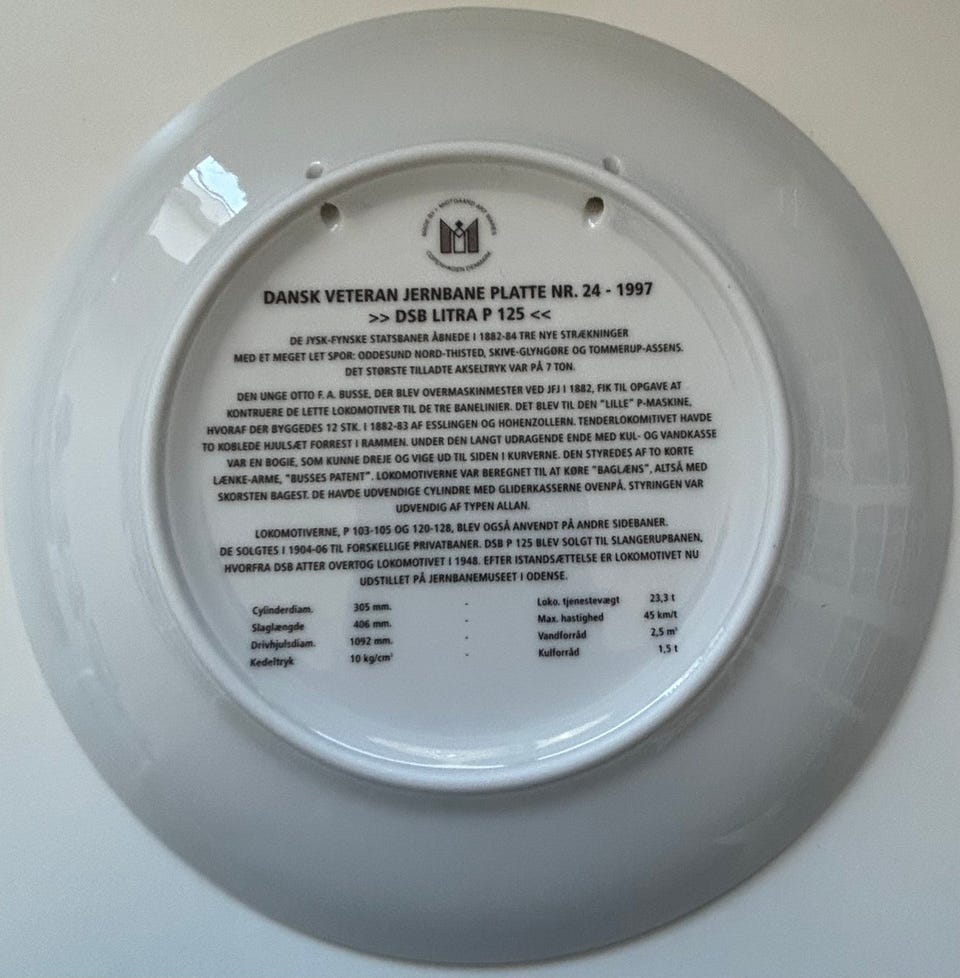 MADE BY MIDTGAARD ART WARES
COPENHAGEN DENMARK
DANSK VETERAN JERNBANE PLATTE NR. 24 - 1997
>> DSB LITRA P 125 <<
DE JYSK-FYNSKE STATSBANER ÅBNEDE I 1882-84 TRE NYE STRÆKNINGER
MED ET MEGET LET SPOR: ODDESUND NORD-THISTED, SKIVE-GLYNGØRE OG TOMMERUP-ASSENS.
DET STØRSTE TILLADTE AKSELTRYK VAR PÅ 7 TON.
DEN UNGE OTTO F. A. BUSSE, DER BLEV OVERMASKINMESTER VED JFJ I 1882, FIK TIL OPGAVE AT
KONTRUERE DE LETTE LOKOMOTIVER TIL DE TRE BANELINIER. DET BLEV TIL DEN "LILLE" P-MASKINE,
HVORAF DER BYGGEDES 12 STK. I 1882-83 AF ESSLINGEN OG HOHENZOLLERN. TENDERLOKOMITIVET HAVDE
TO KOBLEDE HJULSÆT FORREST I RAMMEN. UNDER DEN LANGT UDRAGENDE ENDE MED KUL- OG VANDKASSE
VAR EN BOGIE, SOM KUNNE DREJE OG VIGE UD TIL SIDEN I KURVERNE. DEN STYREDES AF TO KORTE
LÆNKE-ARME, "BUSSES PATENT". LOKOMOTIVERNE VAR BEREGNET TIL AT KØRE "BAGLÆNS", ALTSÅ MED
SKORSTEN BAGEST. DE HAVDE UDVENDIGE CYLINDRE MED GLIDERKASSERNE OVENPÅ. STYRINGEN VAR
UDVENDIG AF TYPEN ALLAN.
LOKOMOTIVERNE, P 103-105 OG 120-128, BLEV OGSÅ ANVENDT PÅ ANDRE SIDEBANER.
DE SOLGTES I 1904-06 TIL FORSKELLIGE PRIVATBANER. DSB P 125 BLEV SOLGT TIL SLANGERUPBANEN,
HVORFRA DSB ATTER OVERTOG LOKOMOTIVET I 1948. EFTER ISTANDSÆTTELSE ER LOKOMOTIVET NU
UDSTILLET PÅ JERNBANEMUSEET I ODENSE.
Cylinderdiam. 305 mm. - Loko. tjenestevægt 23,3 t
Slaglængde 406 mm. - Max. hastighed 45 km/t
Drivhjulsdiam. 1092 mm. - Vandforråd 2,5 m³
Kedeltryk 10 kg/cm² - Kulforråd 1,5 t